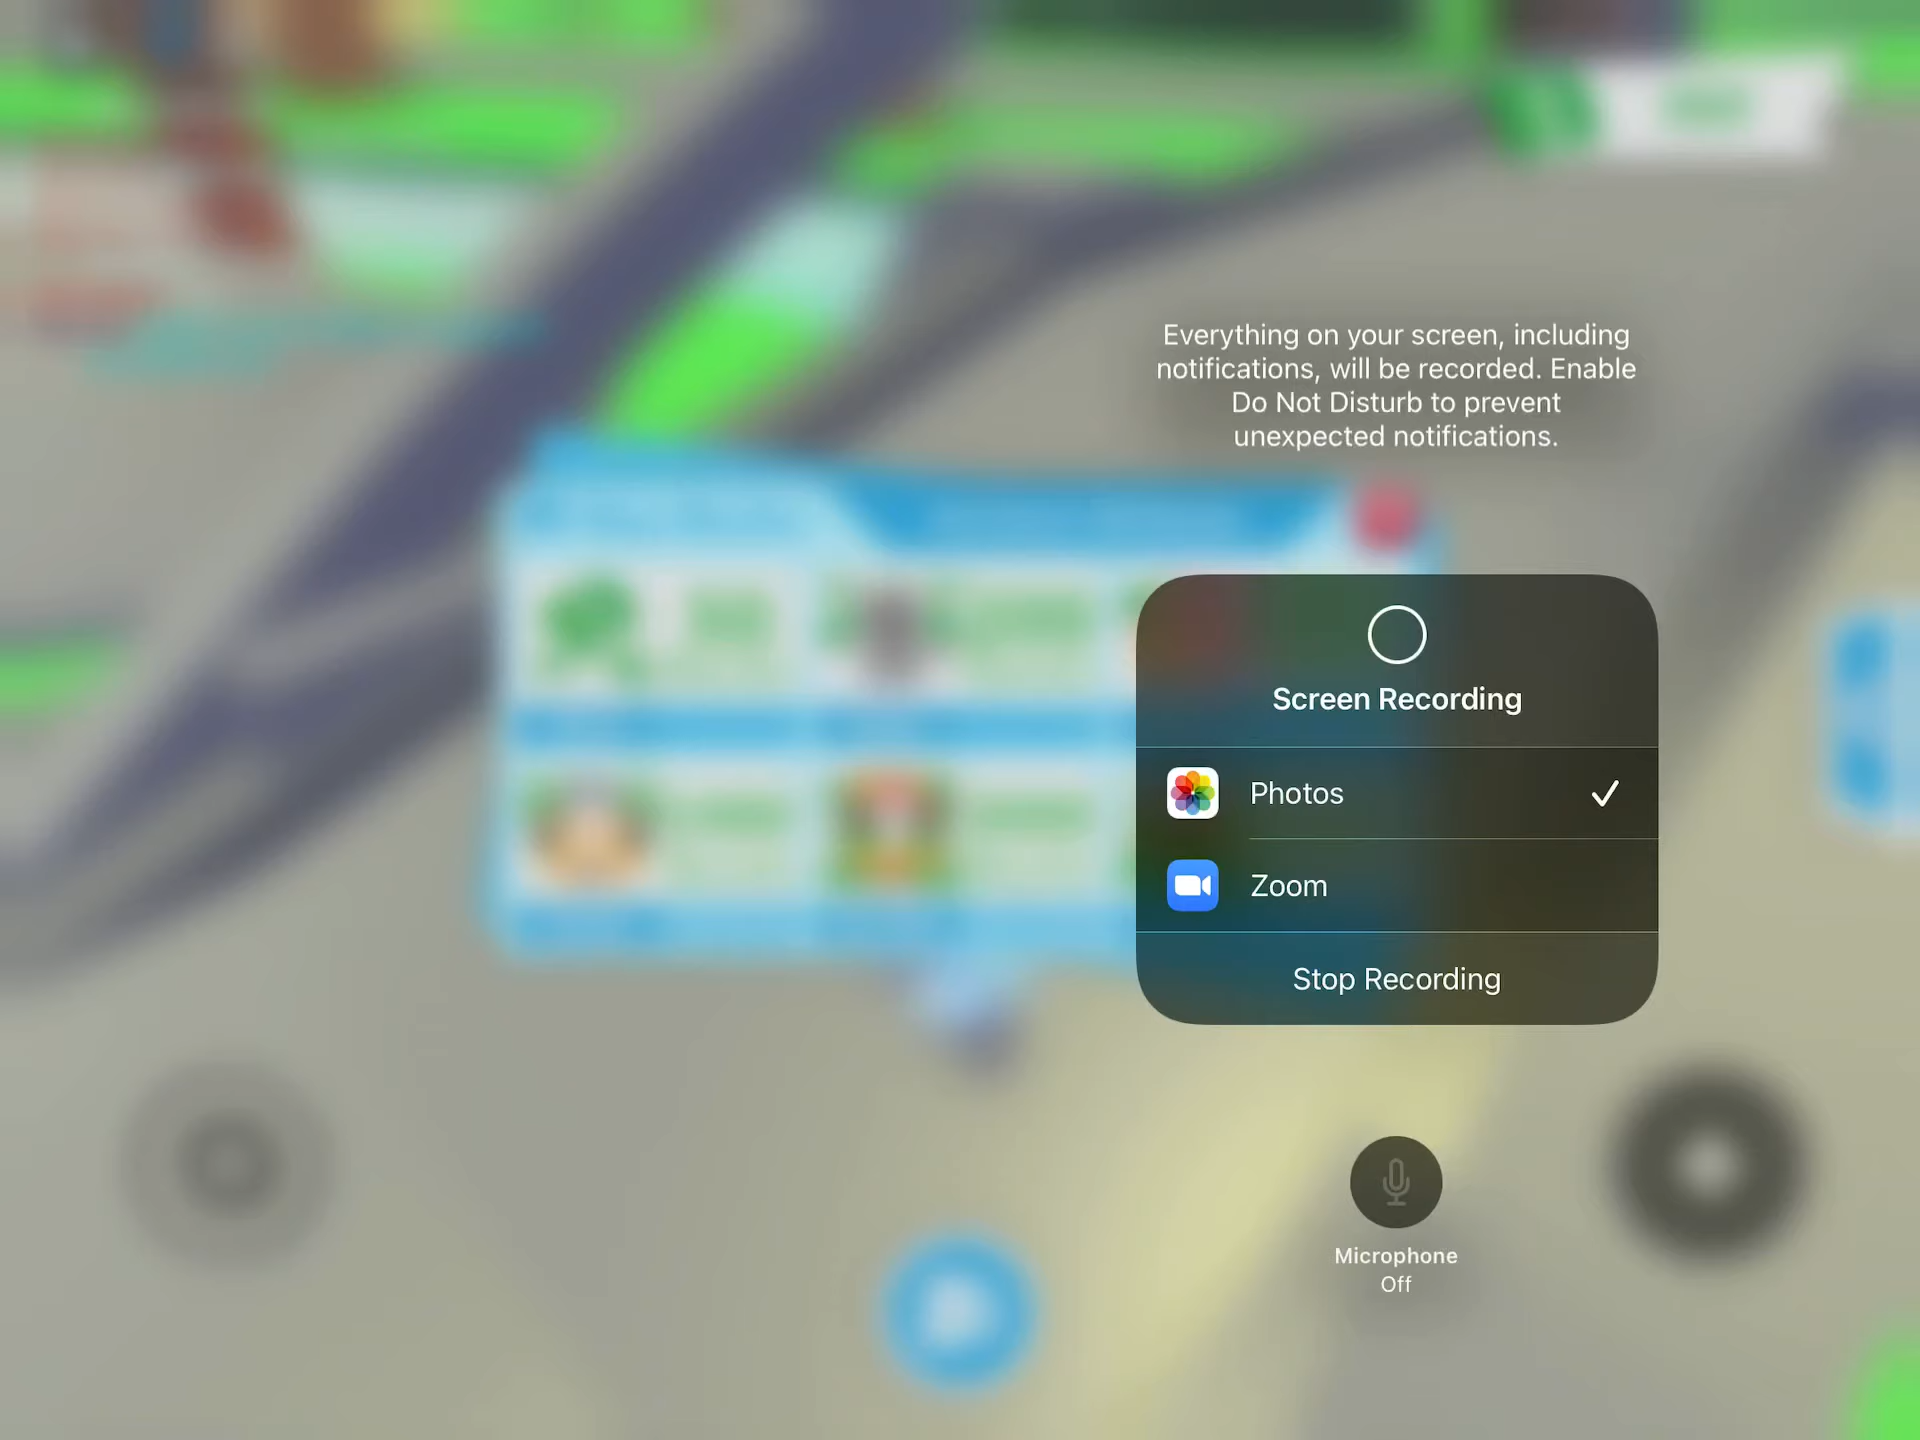 Everything on your screen, including
notifications, will be recorded. Enable
Do Not Disturb to prevent
unexpected notifications.
Screen Recording
Photos
Zoom
Stop Recording
Microphone
Off